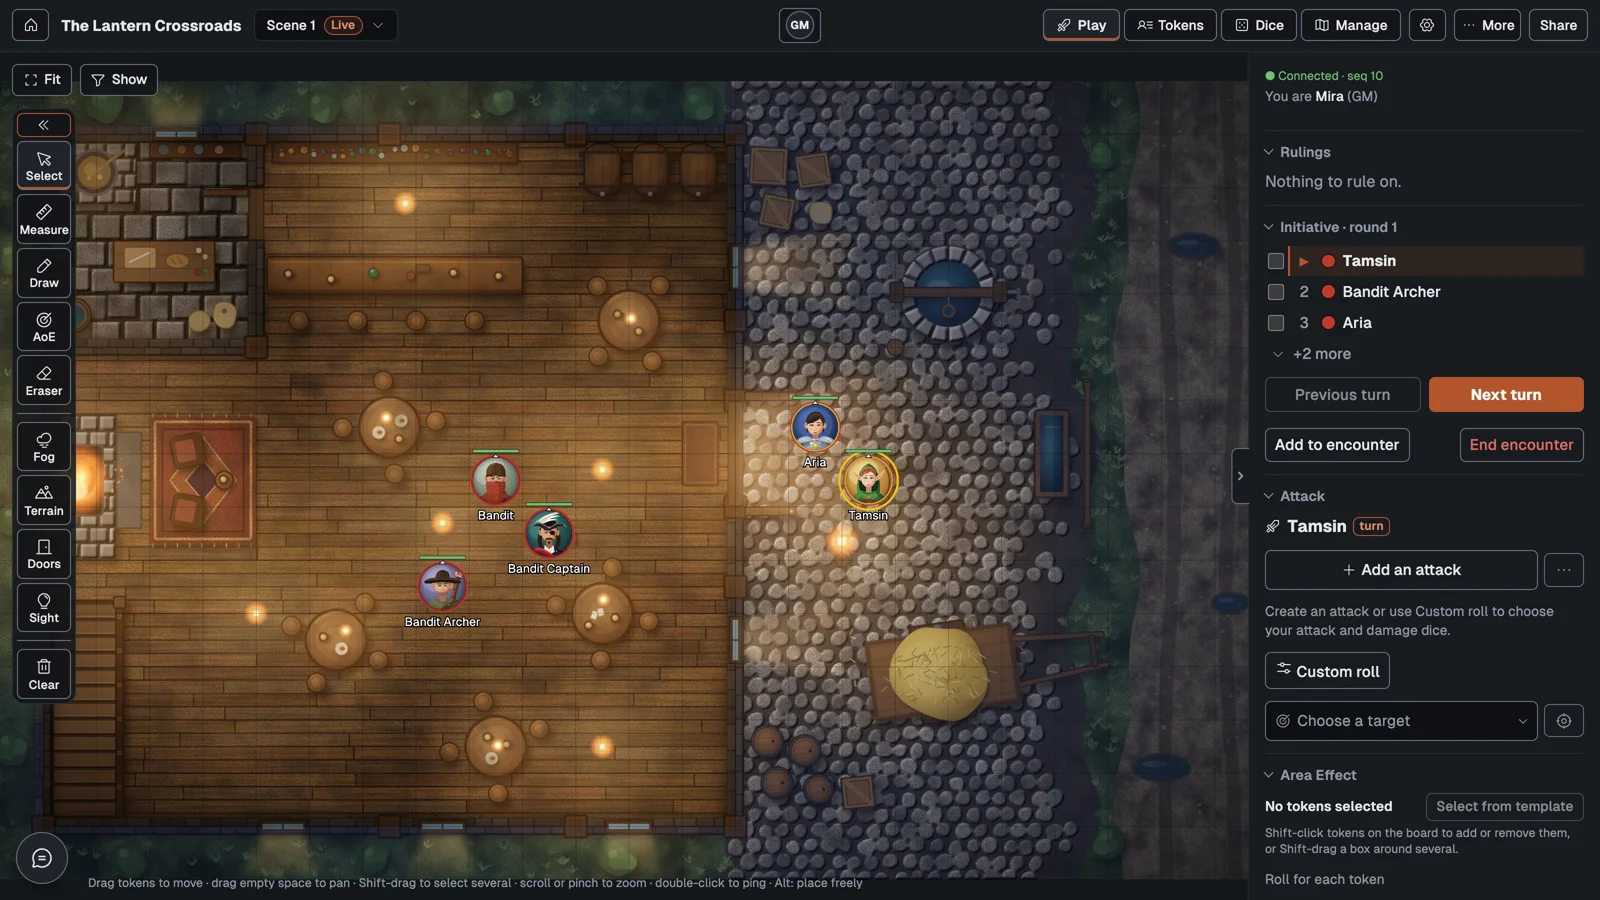 The Lantern Crossroads
Scene 1 Live
GM
Play
Tokens
Dice
Manage
··· More
Share
Fit
Show
Select
Measure
Draw
AoE
Eraser
Fog
Terrain
Doors
Sight
Clear
Aria
Tamsin
Bandit
Bandit Captain
Bandit Archer
Drag tokens to move · drag empty space to pan · Shift-drag to select several · scroll or pinch to zoom · double-click to ping · Alt: place freely
Connected · seq 10
You are Mira (GM)
Rulings
Nothing to rule on.
Initiative · round 1
Tamsin
2 Bandit Archer
3 Aria
+2 more
Previous turn
Next turn
Add to encounter
End encounter
Attack
Tamsin turn
+ Add an attack
···
Create an attack or use Custom roll to choose
your attack and damage dice.
Custom roll
Choose a target
Area Effect
No tokens selected
Select from template
Shift-click tokens on the board to add or remove them,
or Shift-drag a box around several.
Roll for each token